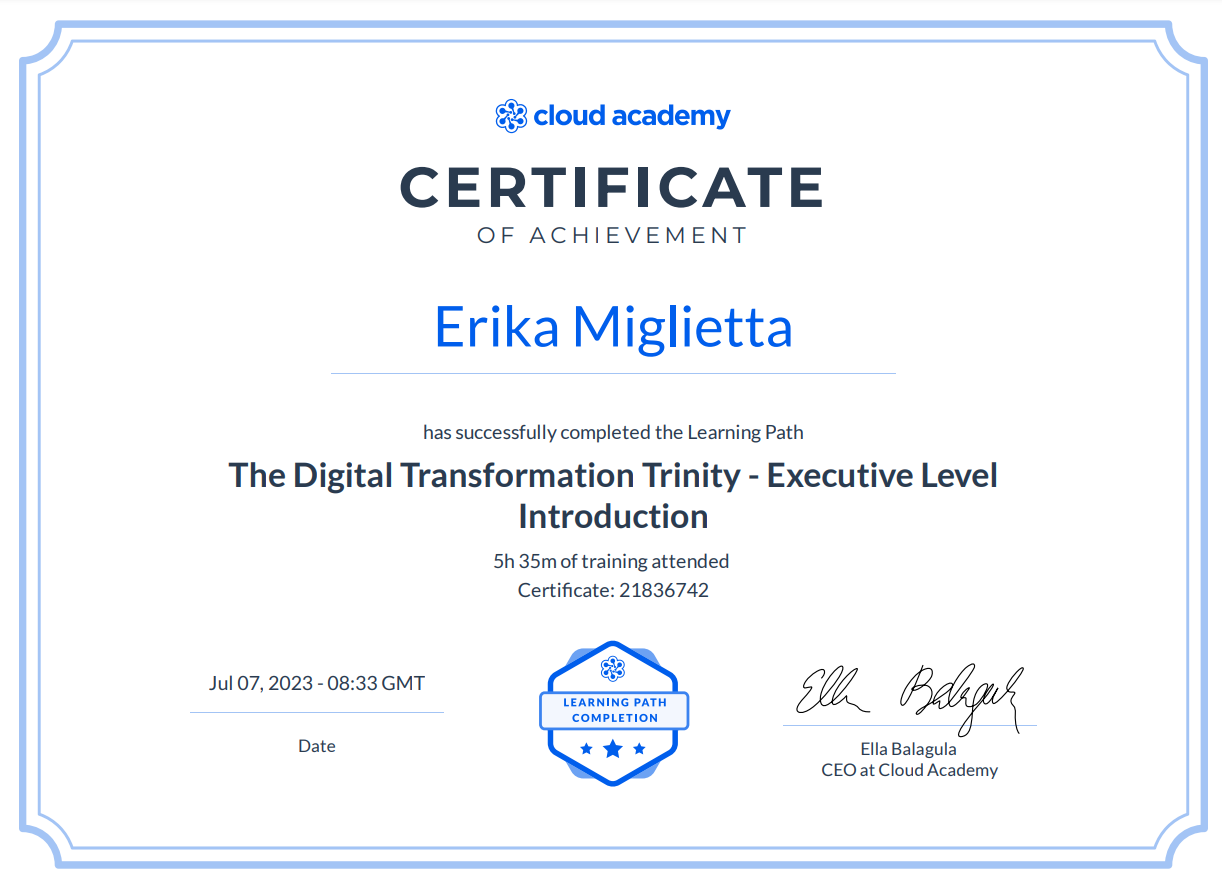 cloud academy
CERTIFICATE
OF ACHIEVEMENT
Erika Miglietta
has successfully completed the Learning Path
The Digital Transformation Trinity - Executive Level
Introduction
5h 35m of training attended
Certificate: 21836742
Jul 07, 2023 - 08:33 GMT
Date
LEARNING PATH
COMPLETION
Ella Balagula
Ella Balagula
CEO at Cloud Academy